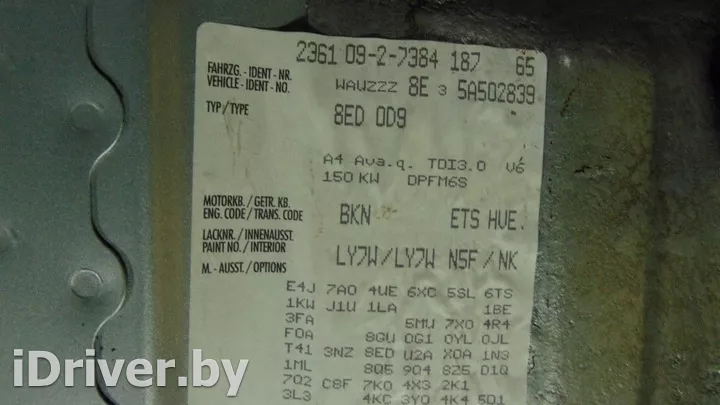 2361 09-2-7384 187 65
FAHRZG.-IDENT-NR.
VEHICLE-IDENT-NO.
WAUZZZ 8E 3 5A502839
TYP/TYPE 8ED 0D9
A4 Ava.q. TDI3.0 V6
150 KW DPFM6S
MOTORKB./GETR.KB.
ENG.CODE/TRANS.CODE
BKN ETS HVE.
LACKNR./INNENAUSST.
PAINT NO./INTERIOR
LY7W/LY7W N5F/NK
M.-AUSST./OPTIONS
E4J 7A0 4UE 6XC 5SL 6TS
1KW J1U 1LA 1BE
3FA 5MU 7X0 4R4
F0A 8GU 0G1 0YL 0JL
T41 3NZ 8ED U2A X0A 1N3
1ML 8Q5 9Q4 8Z5 D1Q
7Q2 C8F 7K0 4X3 2K1
3L3 4KC 3Y0 4K4 5D1
iDriver.by